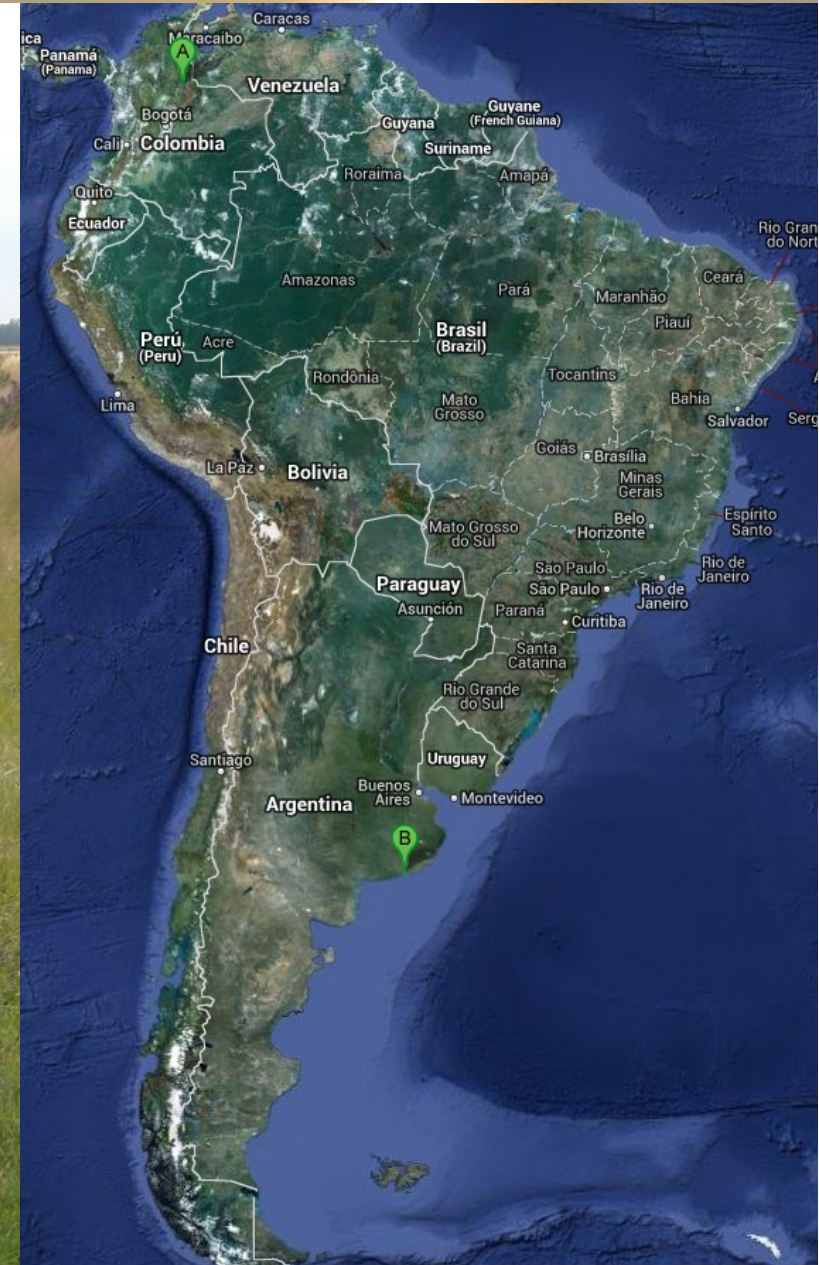 Caracas
ica
Maracaibo
A
Panamá
(Panama)
Venezuela
Bogotá
Guyana
Guyane
(French Guiana)
Cali
Colombia
Suriname
Roraima
Amapá
Quito
Ecuador
Rio Gran
do Nort
Amazonas
Pará
Ceará
Maranhão
Piauí
Perú
(Peru)
Acre
Brasil
(Brazil)
Rondônia
Tocantins
A
Lima
Mato
Grosso
Bahia
Salvador
Serg
Goiás
Brasília
La Paz
Bolivia
Minas
Gerais
Mato Grosso
do Sul
Belo
Horizonte
Espírito
Santo
São Paulo
Rio de
Janeiro
Paraguay
São Paulo
Rio de
Janeiro
Asunción
Paraná
Curitiba
Chile
Santa
Catarina
Rio Grande
do Sul
Santiago
Uruguay
Buenos
Aires
Argentina
Montevideo
B